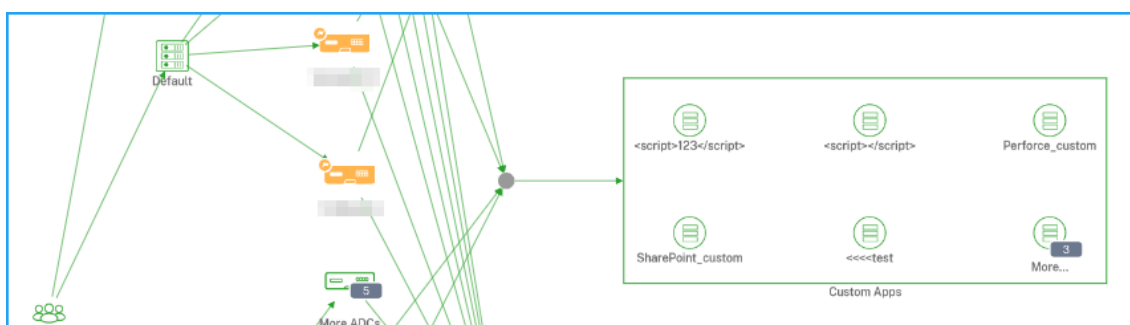 Default
<script>123</script>
<script></script>
Perforce_custom
SharePoint_custom
<<<<test
3
More...
5
More ADCs
Custom Apps